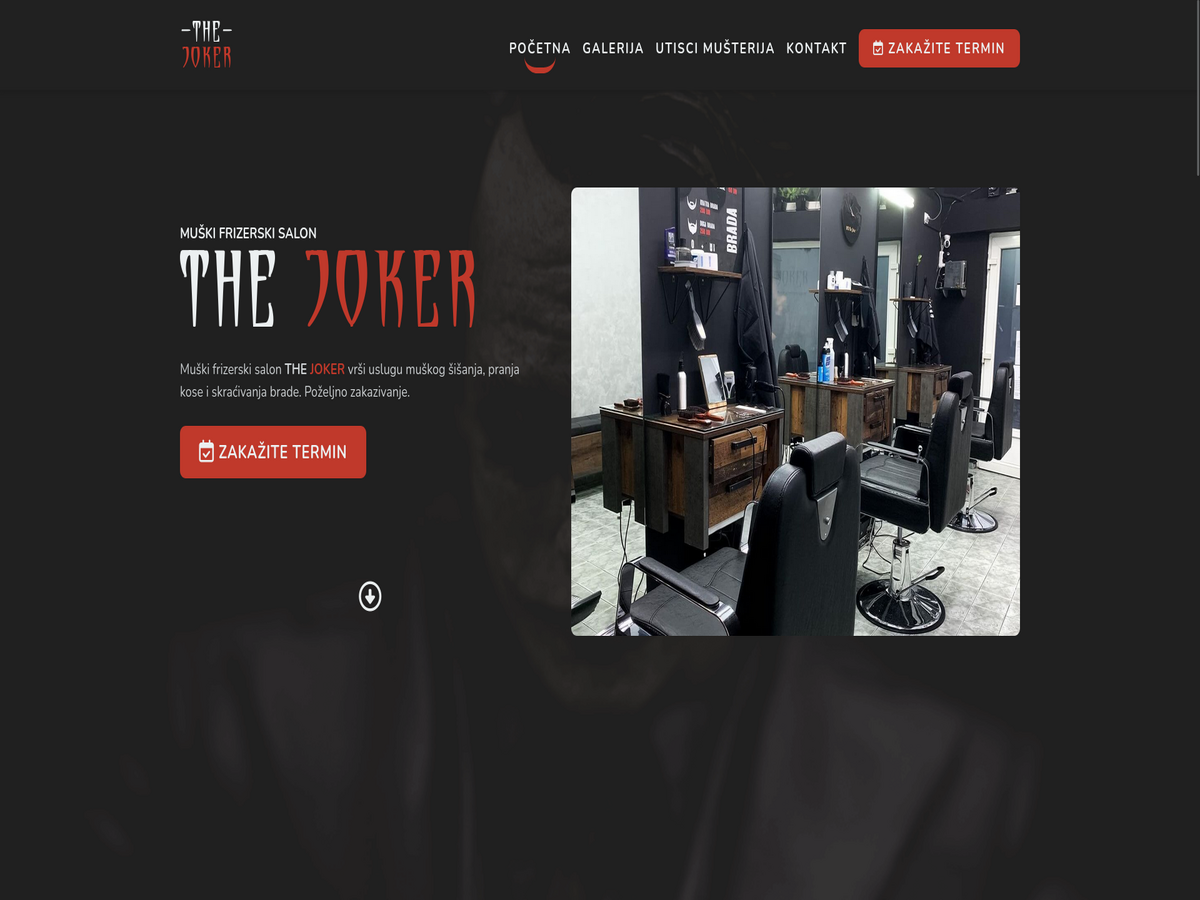 –THE–
JOKER
POČETNA GALERIJA UTISCI MUŠTERIJA KONTAKT ZAKAŽITE TERMIN
MUŠKI FRIZERSKI SALON
THE JOKER
Muški frizerski salon THE JOKER vrši uslugu muškog šišanja, pranja
kose i skraćivanja brade. Poželjno zakazivanje.
ZAKAŽITE TERMIN
BRADA